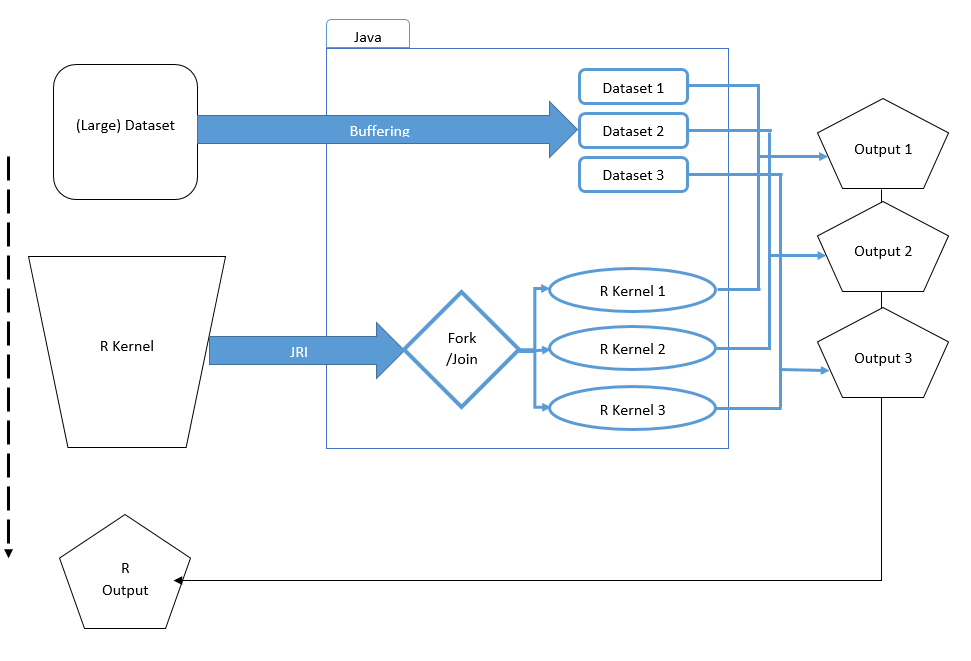 Java
(Large) Dataset
Buffering
Dataset 1
Dataset 2
Dataset 3
Output 1
Output 2
Output 3
R Kernel
JRI
Fork
/Join
R Kernel 1
R Kernel 2
R Kernel 3
R
Output